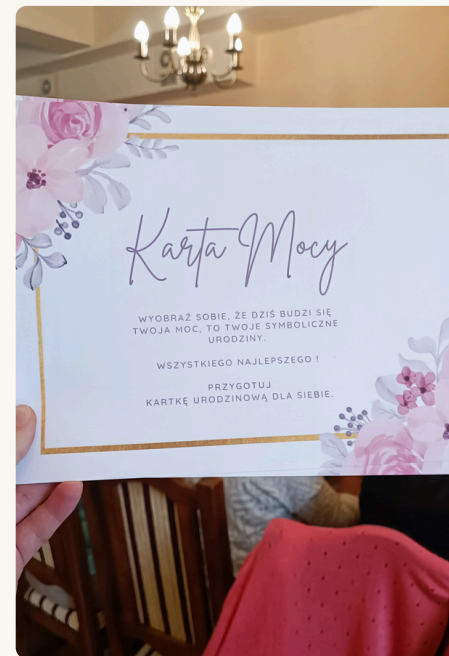 Karta Mocy
WYOBRAŹ SOBIE, ŻE DZIŚ BUDZI SIĘ
TWOJA MOC, TO TWOJE SYMBOLICZNE
URODZINY.
WSZYSTKIEGO NAJLEPSZEGO !
PRZYGOTUJ
KARTKĘ URODZINOWĄ DLA SIEBIE.